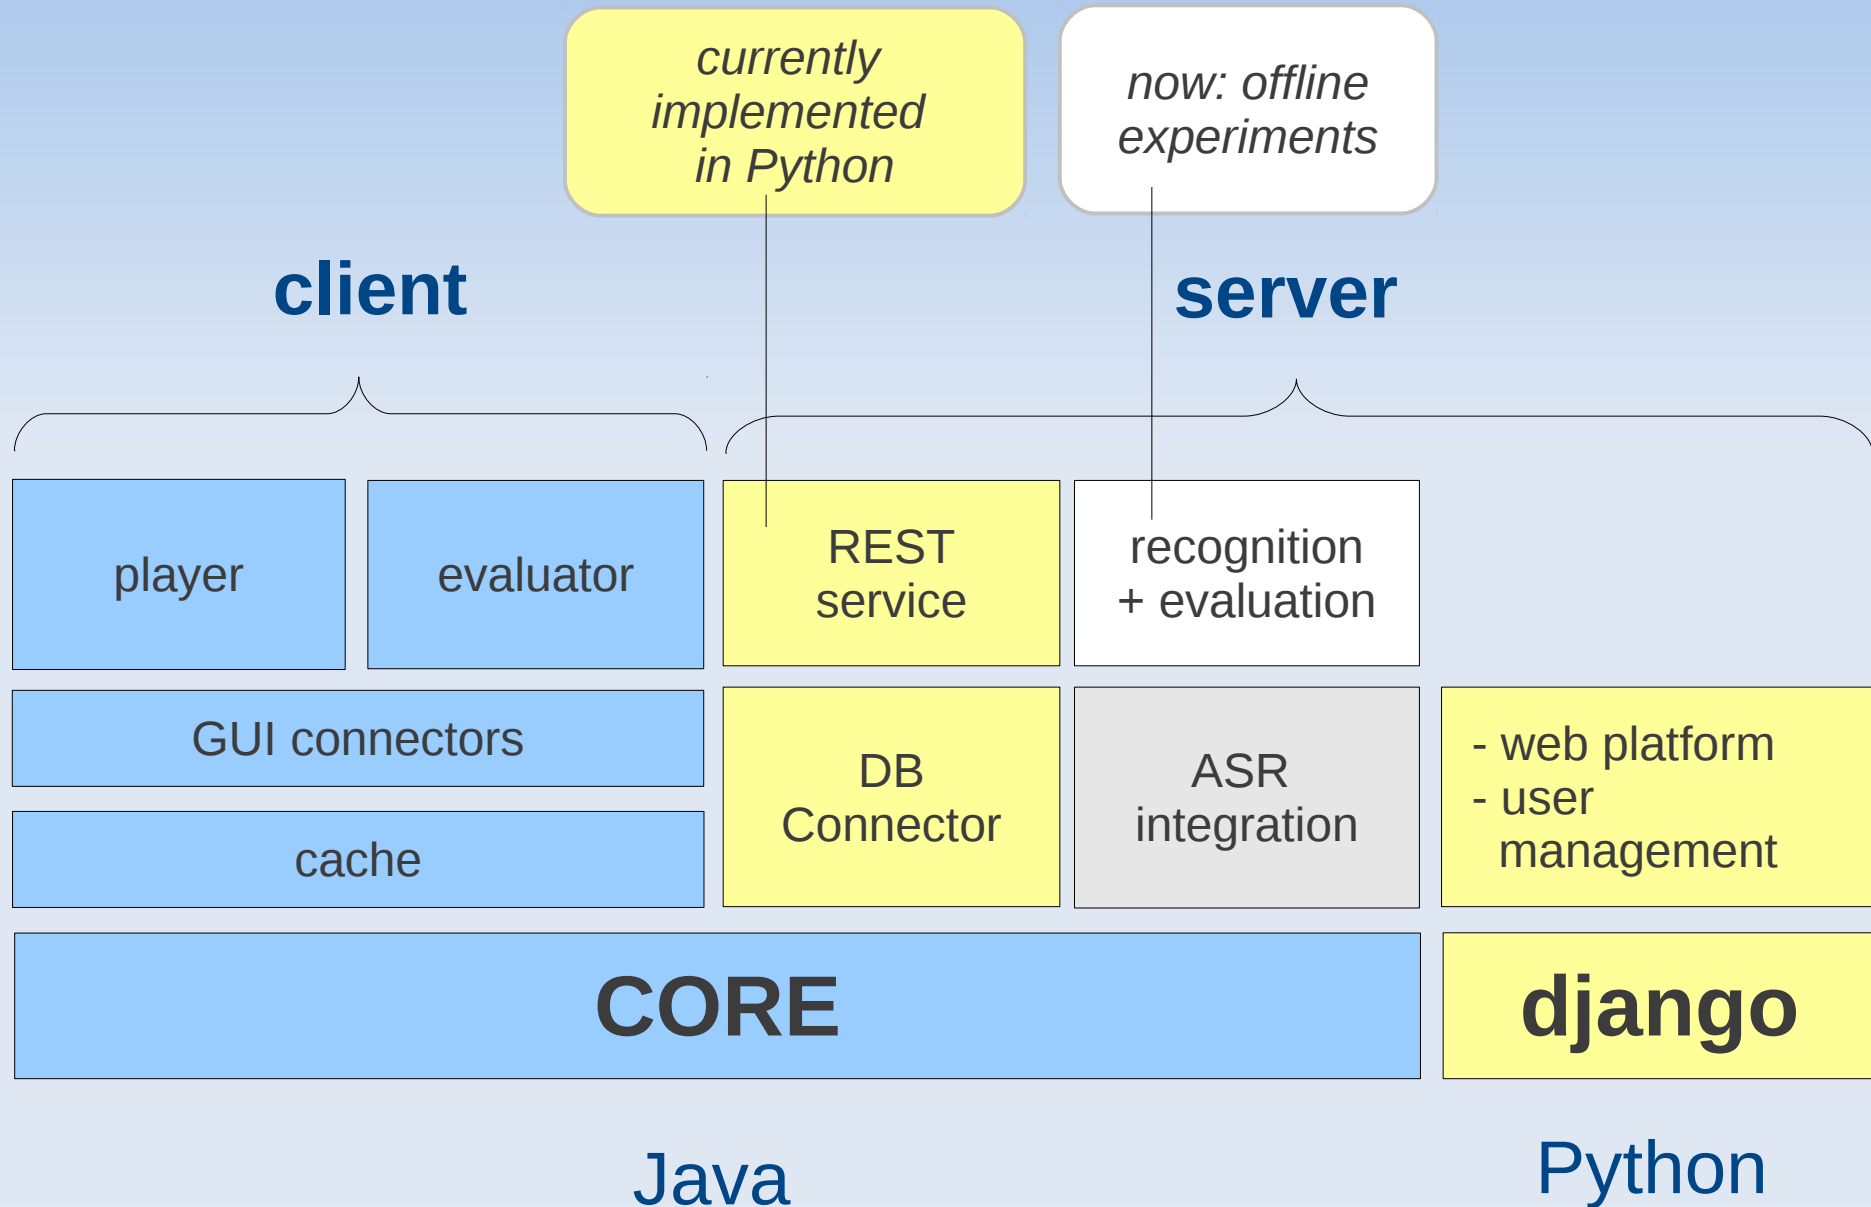 currently
implemented
in Python
now: offline
experiments
client
server
player
evaluator
REST
service
recognition
+ evaluation
GUI connectors
cache
DB
Connector
ASR
integration
- web platform
- user
management
CORE
django
Java
Python